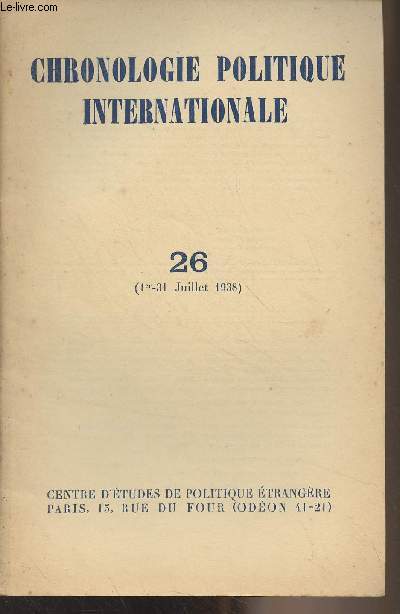 Le-livre.com
CHRONOLOGIE POLITIQUE
INTERNATIONALE
26
(1er-31 Juillet 1938)
CENTRE D'ÉTUDES DE POLITIQUE ÉTRANGÈRE
PARIS, 13, RUE DU FOUR (ODÉON 41-21)